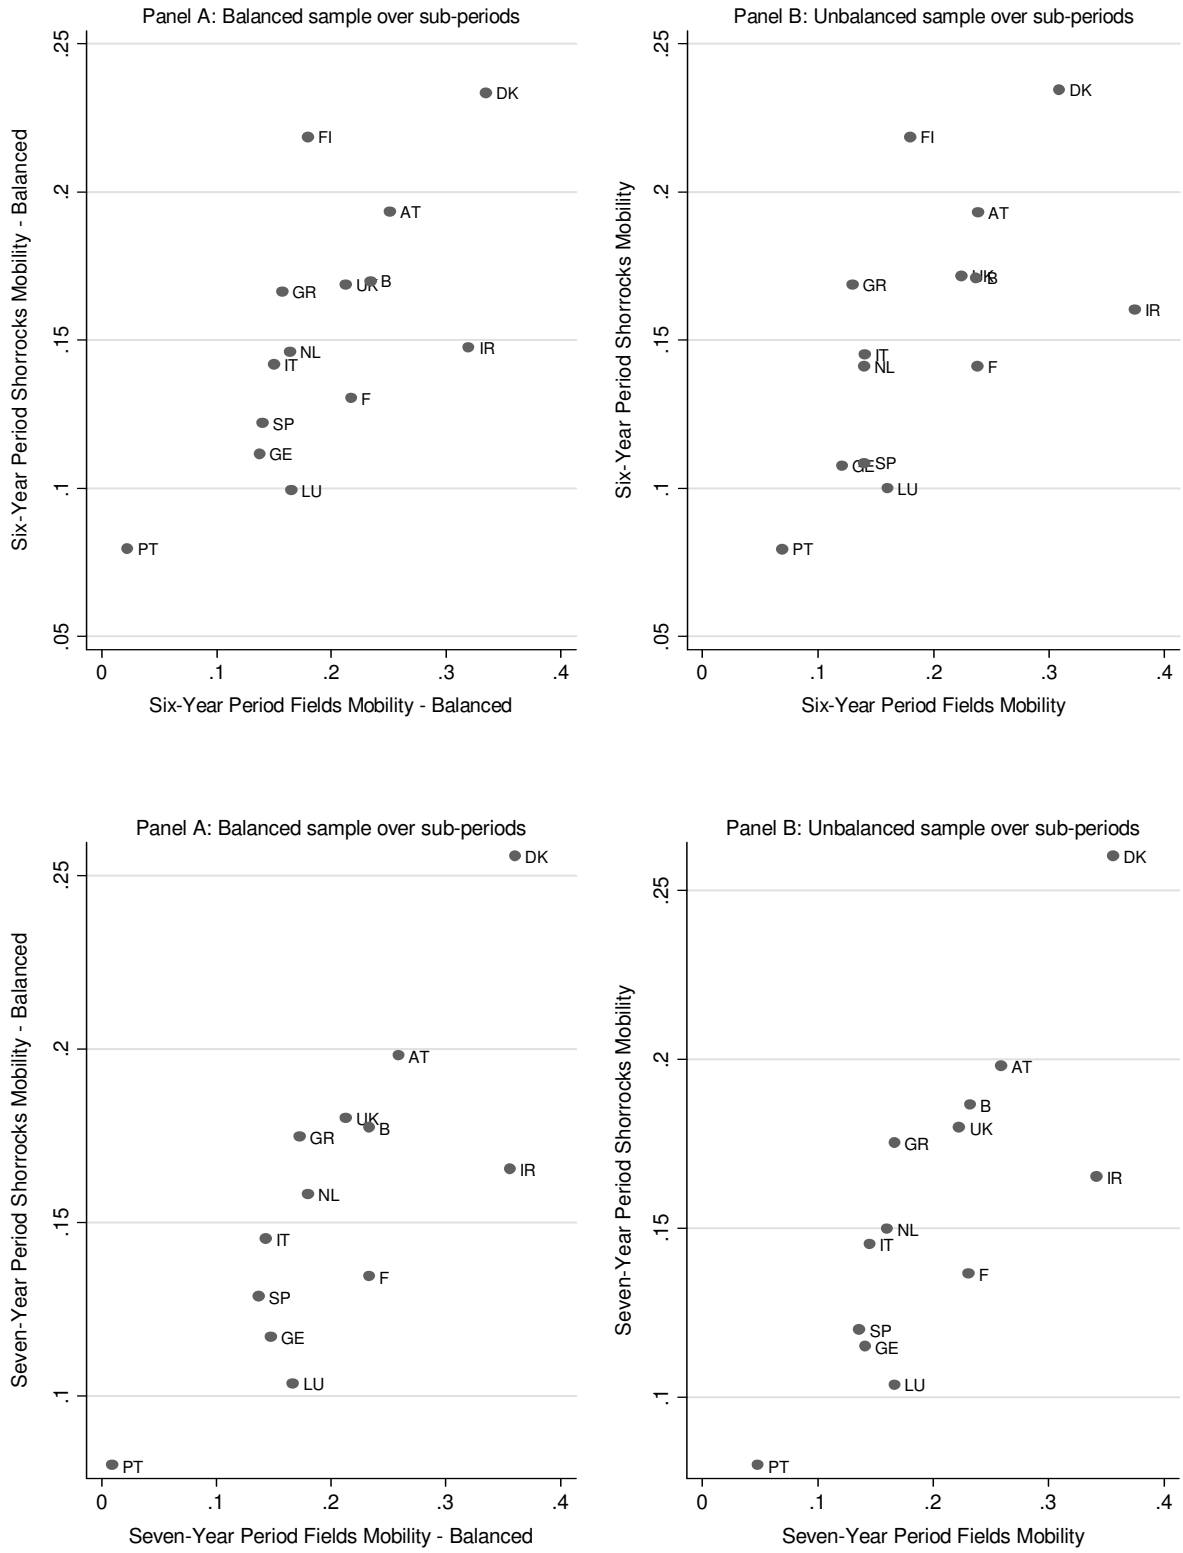 Panel A: Balanced sample over sub-periods
Six-Year Period Shorrocks Mobility - Balanced
.25
.2
.15
.1
.05
DK
FI
AT
B
UK
GR
IR
NL
IT
F
SP
GE
LU
PT
0 .1 .2 .3 .4
Six-Year Period Fields Mobility - Balanced
Panel B: Unbalanced sample over sub-periods
Six-Year Period Shorrocks Mobility
.25
.2
.15
.1
.05
DK
FI
AT
UK
B
GR
IR
IT
NL
F
SP
GE
LU
PT
0 .1 .2 .3 .4
Six-Year Period Fields Mobility
Panel A: Balanced sample over sub-periods
Seven-Year Period Shorrocks Mobility - Balanced
.25
.2
.15
.1
DK
AT
UK
B
GR
IR
NL
IT
F
SP
GE
LU
PT
0 .1 .2 .3 .4
Seven-Year Period Fields Mobility - Balanced
Panel B: Unbalanced sample over sub-periods
Seven-Year Period Shorrocks Mobility
.25
.2
.15
.1
DK
AT
B
UK
GR
IR
NL
IT
F
SP
GE
LU
PT
0 .1 .2 .3 .4
Seven-Year Period Fields Mobility